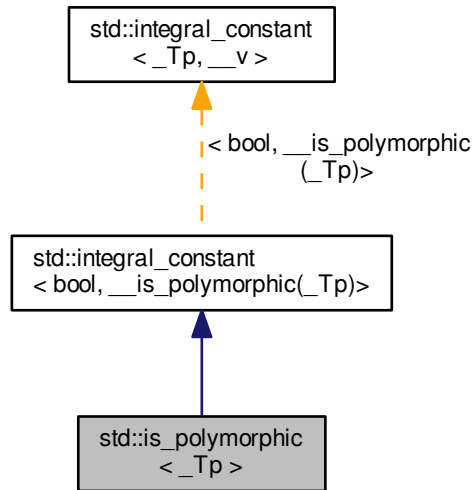 std::integral_constant
< _Tp, __v >
< bool, __is_polymorphic
(_Tp)>
std::integral_constant
< bool, __is_polymorphic(_Tp)>
std::is_polymorphic
< _Tp >